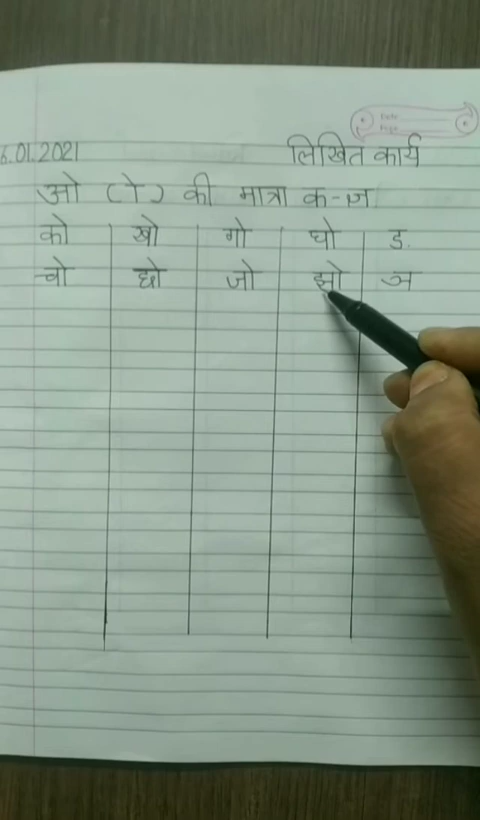 6.01.2021 लिखित कार्य
ओ (ो) की मात्रा क-ञ
को खो गो घो ङ
चो छो जो झो ञ